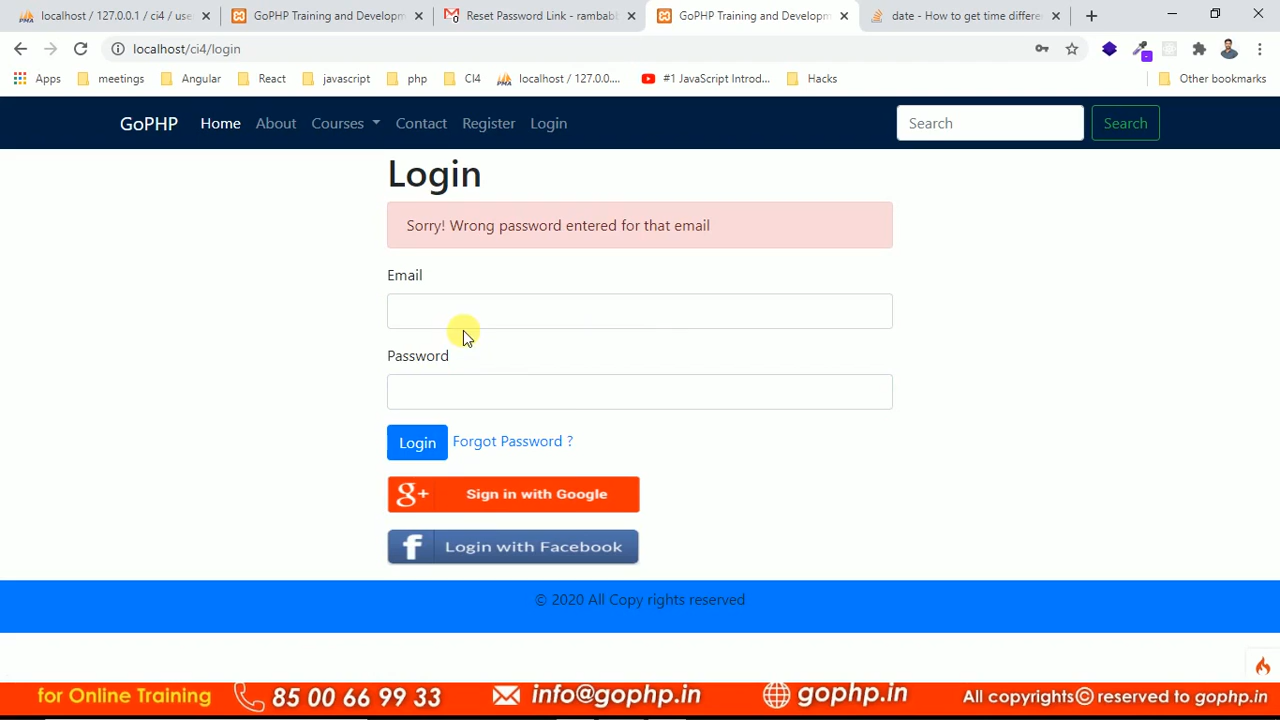 localhost / 127.0.0.1 / ci4 / use
GoPHP Training and Develop
Reset Password Link - rambab
GoPHP Training and Developm
date - How to get time differe
localhost/ci4/login
Apps meetings Angular React javascript php CI4 localhost / 127.0.0.... #1 JavaScript Introd... Hacks Other bookmarks
GoPHP Home About Courses Contact Register Login Search Search
Login
Sorry! Wrong password entered for that email
Email
Password
Login Forgot Password ?
g+ Sign in with Google
f Login with Facebook
© 2020 All Copy rights reserved
for Online Training 85 00 66 99 33 info@gophp.in gophp.in All copyrights© reserved to gophp.in